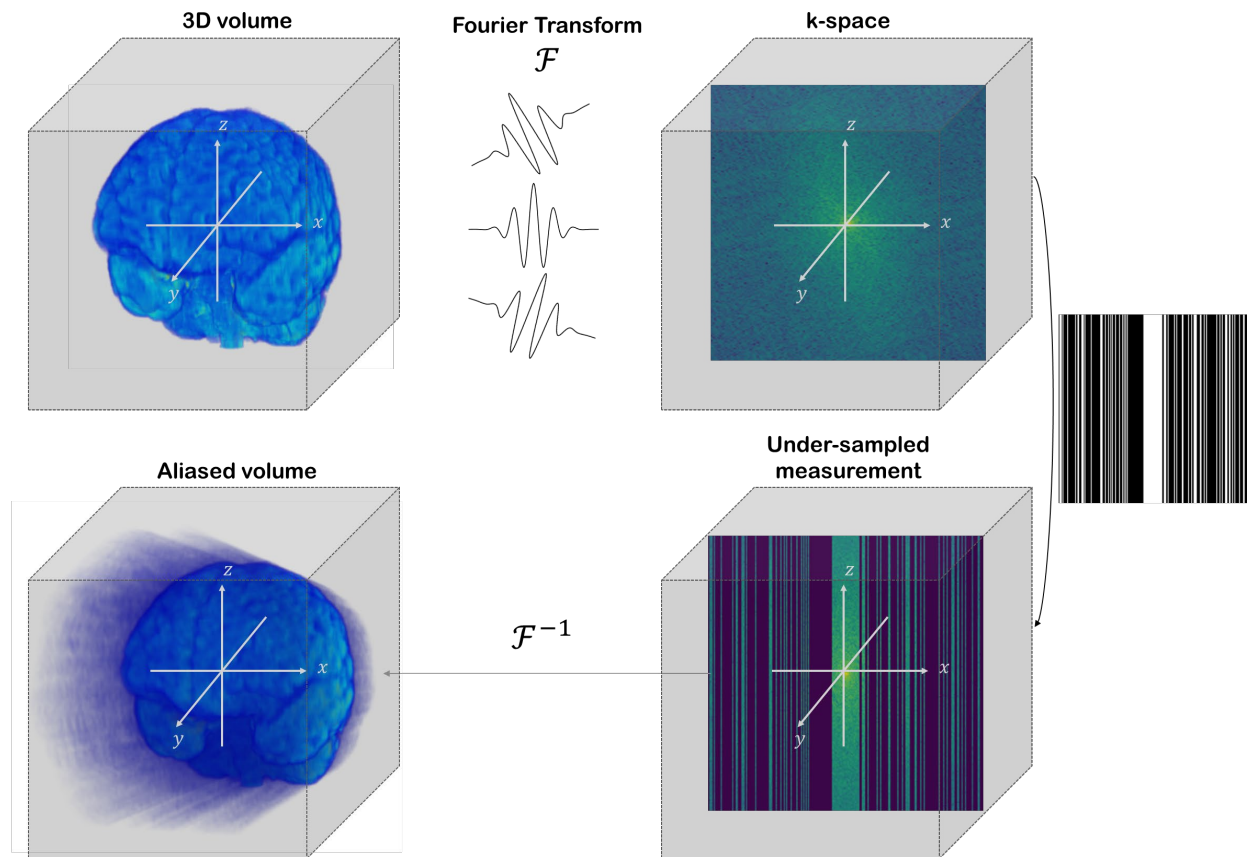 3D volume
Fourier Transform
ℱ
k-space
z
x
y
z
x
y
Aliased volume
Under-sampled
measurement
z
x
y
ℱ⁻¹
z
x
y